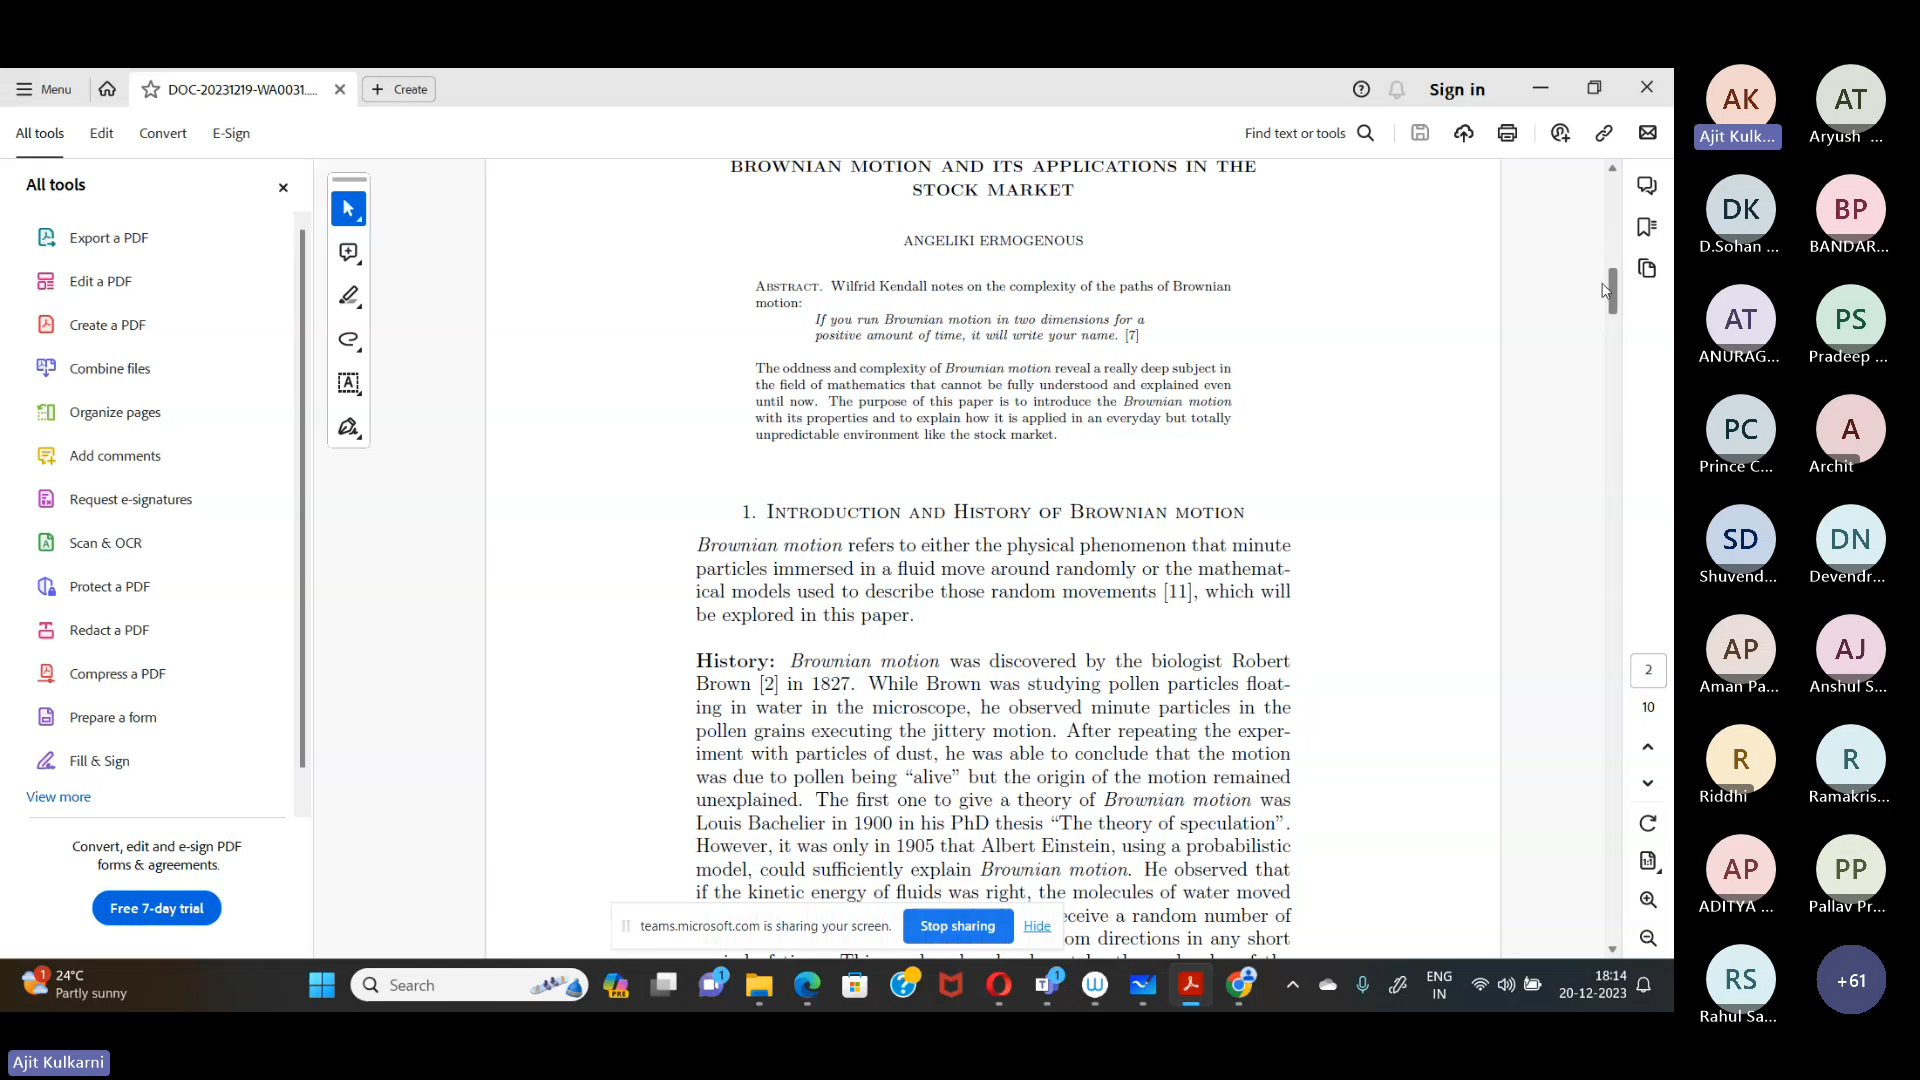 Menu
DOC-20231219-WA0031....
Create
Sign in
All tools
Edit
Convert
E-Sign
Find text or tools
All tools
Export a PDF
Edit a PDF
Create a PDF
Combine files
Organize pages
Add comments
Request e-signatures
Scan & OCR
Protect a PDF
Redact a PDF
Compress a PDF
Prepare a form
Fill & Sign
View more
Convert, edit and e-sign PDF
forms & agreements.
Free 7-day trial
BROWNIAN MOTION AND ITS APPLICATIONS IN THE
STOCK MARKET
ANGELIKI ERMOGENOUS
Abstract. Wilfrid Kendall notes on the complexity of the paths of Brownian
motion:
If you run Brownian motion in two dimensions for a
positive amount of time, it will write your name. [7]
The oddness and complexity of Brownian motion reveal a really deep subject in
the field of mathematics that cannot be fully understood and explained even
until now. The purpose of this paper is to introduce the Brownian motion
with its properties and to explain how it is applied in an everyday but totally
unpredictable environment like the stock market.
1. Introduction and History of Brownian motion
Brownian motion refers to either the physical phenomenon that minute
particles immersed in a fluid move around randomly or the mathemat-
ical models used to describe those random movements [11], which will
be explored in this paper.
History: Brownian motion was discovered by the biologist Robert
Brown [2] in 1827. While Brown was studying pollen particles float-
ing in water in the microscope, he observed minute particles in the
pollen grains executing the jittery motion. After repeating the exper-
iment with particles of dust, he was able to conclude that the motion
was due to pollen being “alive” but the origin of the motion remained
unexplained. The first one to give a theory of Brownian motion was
Louis Bachelier in 1900 in his PhD thesis “The theory of speculation”.
However, it was only in 1905 that Albert Einstein, using a probabilistic
model, could sufficiently explain Brownian motion. He observed that
if the kinetic energy of fluids was right, the molecules of water moved
eceive a random number of
om directions in any short
teams.microsoft.com is sharing your screen.
Stop sharing
Hide
2
10
1:1
24°C
Partly sunny
1
Search
PRE
1
1
ENG
IN
18:14
20-12-2023
AK
Ajit Kulk...
AT
Aryush ...
DK
D.Sohan ...
BP
BANDAR...
AT
ANURAG...
PS
Pradeep ...
PC
Prince C...
A
Archit
SD
Shuvend...
DN
Devendr...
AP
Aman Pa...
AJ
Anshul S...
R
Riddhi
R
Ramakris...
AP
ADITYA ...
PP
Pallav Pr...
RS
Rahul Sa...
+61
Ajit Kulkarni